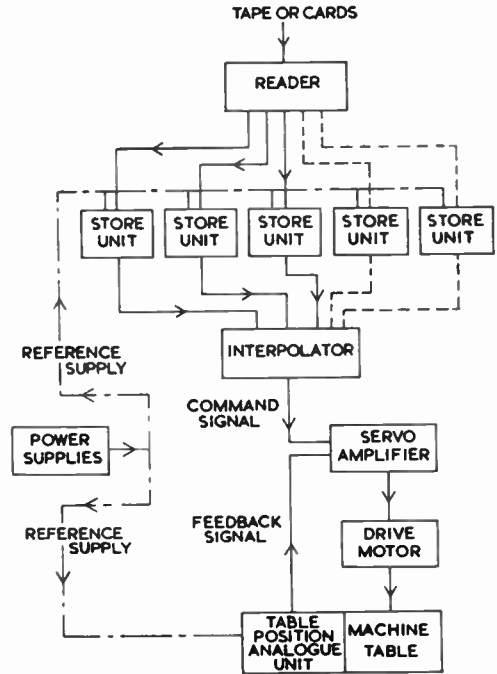 TAPE OR CARDS
READER
STORE
UNIT
STORE
UNIT
STORE
UNIT
STORE
UNIT
STORE
UNIT
INTERPOLATOR
REFERENCE
SUPPLY
COMMAND
SIGNAL
POWER
SUPPLIES
SERVO
AMPLIFIER
REFERENCE
SUPPLY
FEEDBACK
SIGNAL
DRIVE
MOTOR
TABLE
POSITION
ANALOGUE
UNIT
MACHINE
TABLE